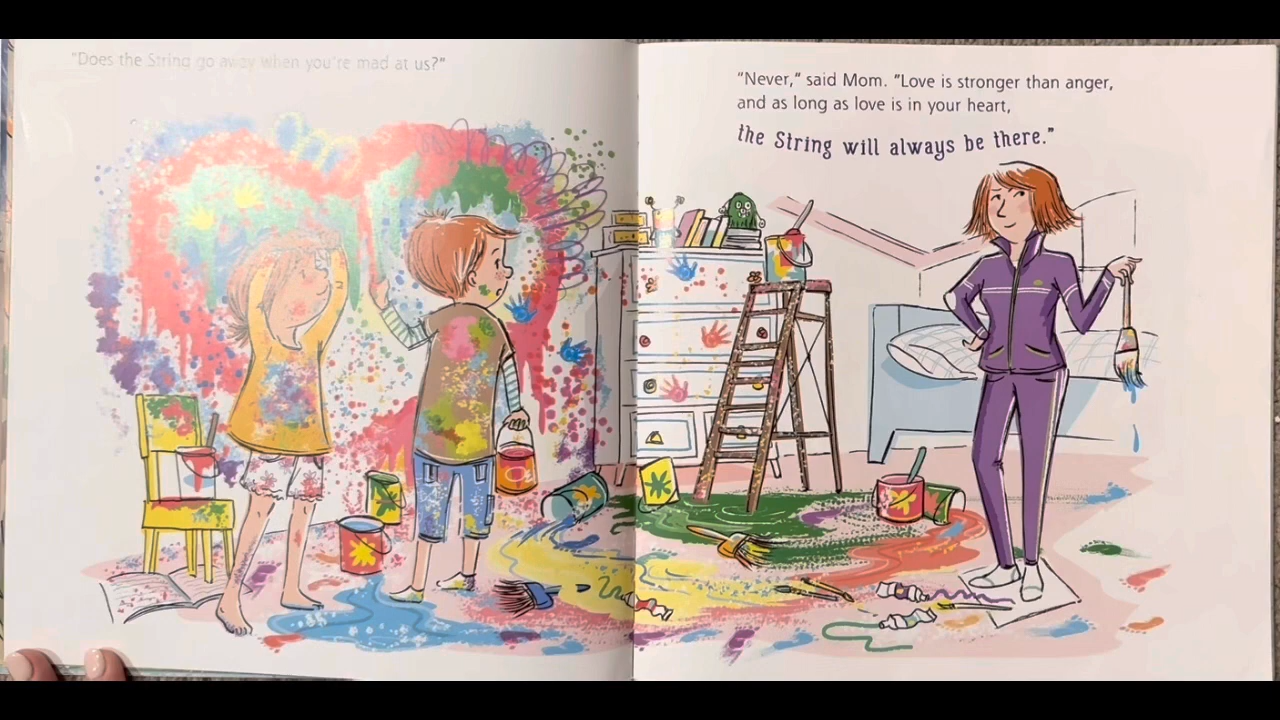 "Does the String go away when you're mad at us?"
"Never," said Mom. "Love is stronger than anger,
and as long as love is in your heart,
the String will always be there."